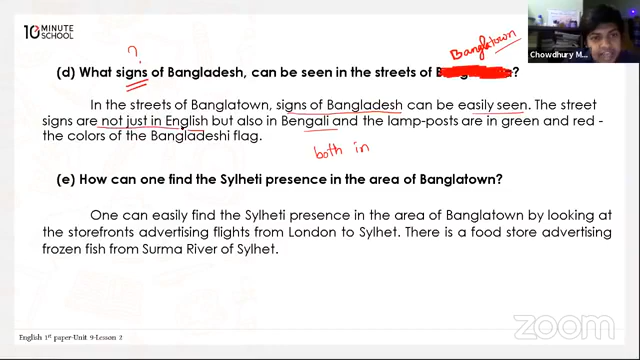 10 MINUTE SCHOOL
Chowdhury M...
?
Banglatown
(d) What signs of Bangladesh, can be seen in the streets of B?
In the streets of Banglatown, signs of Bangladesh can be easily seen. The street
signs are not just in English but also in Bengali and the lamp-posts are in green and red -
the colors of the Bangladeshi flag.
both in
(e) How can one find the Sylheti presence in the area of Banglatown?
One can easily find the Sylheti presence in the area of Banglatown by looking at
the storefronts advertising flights from London to Sylhet. There is a food store advertising
frozen fish from Surma River of Sylhet.
English 1st paper-Unit 9-Lesson 2
zoom